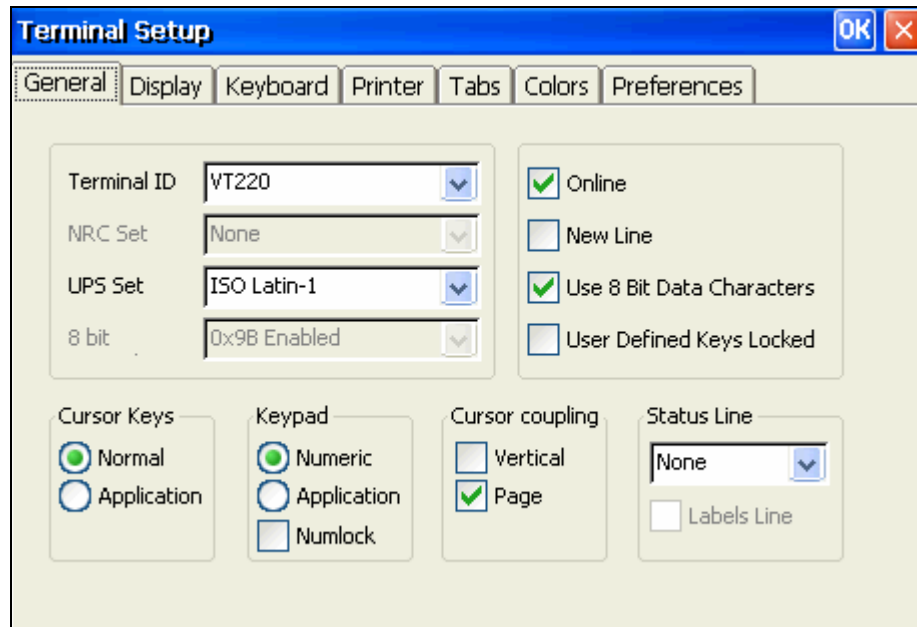 Terminal Setup OK
General Display Keyboard Printer Tabs Colors Preferences
Terminal ID VT220
NRC Set None
UPS Set ISO Latin-1
8 bit 0x9B Enabled
Online
New Line
Use 8 Bit Data Characters
User Defined Keys Locked
Cursor Keys
Normal
Application
Keypad
Numeric
Application
Numlock
Cursor coupling
Vertical
Page
Status Line
None
Labels Line